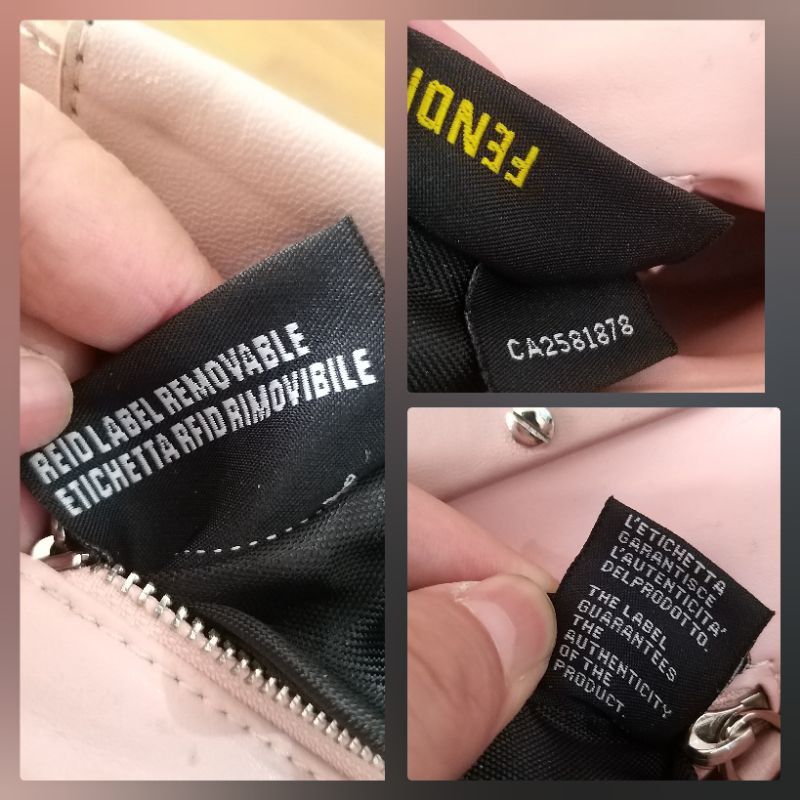 REID LABEL REMOVABLE
ETICHETTA RFID RIMOVIBILE
FENDI
CA2581878
L'ETICHETTA
GARANTISCE
L'AUTENTICITA'
DELPRODOTTO.
THE LABEL
GUARANTEES
THE
AUTHENTICITY
OF THE
PRODUCT.